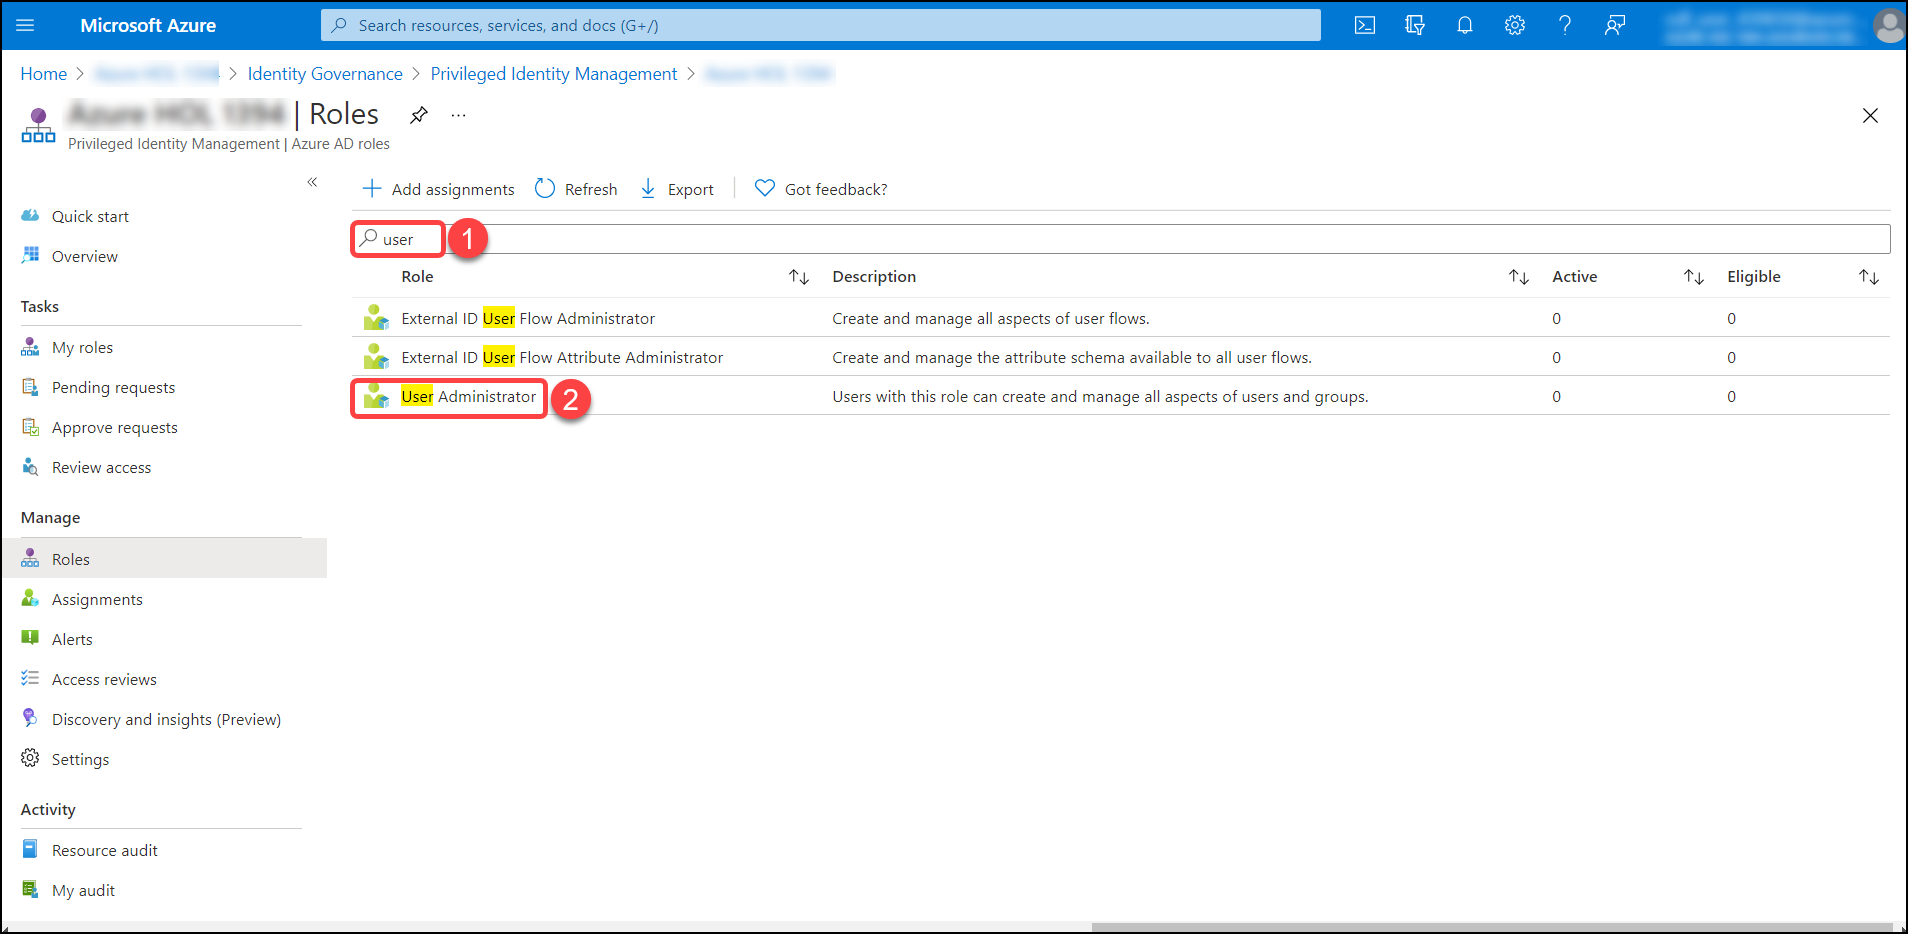 Microsoft Azure
Search resources, services, and docs (G+/)
Home > > Identity Governance > Privileged Identity Management >
| Roles ...
Privileged Identity Management | Azure AD roles
«
Add assignments Refresh Export Got feedback?
Quick start
Overview
Tasks
My roles
Pending requests
Approve requests
Review access
Manage
Roles
Assignments
Alerts
Access reviews
Discovery and insights (Preview)
Settings
Activity
Resource audit
My audit
user 1
Role Description Active Eligible
External ID User Flow Administrator Create and manage all aspects of user flows. 0 0
External ID User Flow Attribute Administrator Create and manage the attribute schema available to all user flows. 0 0
User Administrator 2 Users with this role can create and manage all aspects of users and groups. 0 0